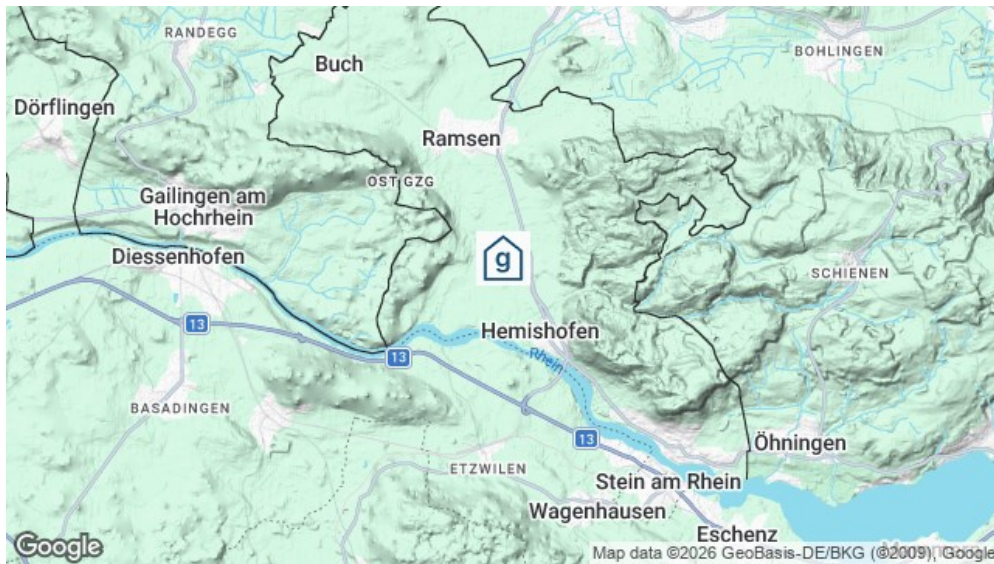 RANDEGG
BOHLINGEN
Buch
Dörflingen
Ramsen
OST GZG
Gailingen am
Hochrhein
Diessenhofen
g
SCHIENEN
13
Hemishofen
13
Rhein
BASADINGEN
13
Öhningen
ETZWILEN
Stein am Rhein
Wagenhausen
Eschenz
Google
Map data ©2026 GeoBasis-DE/BKG (©2009), Google